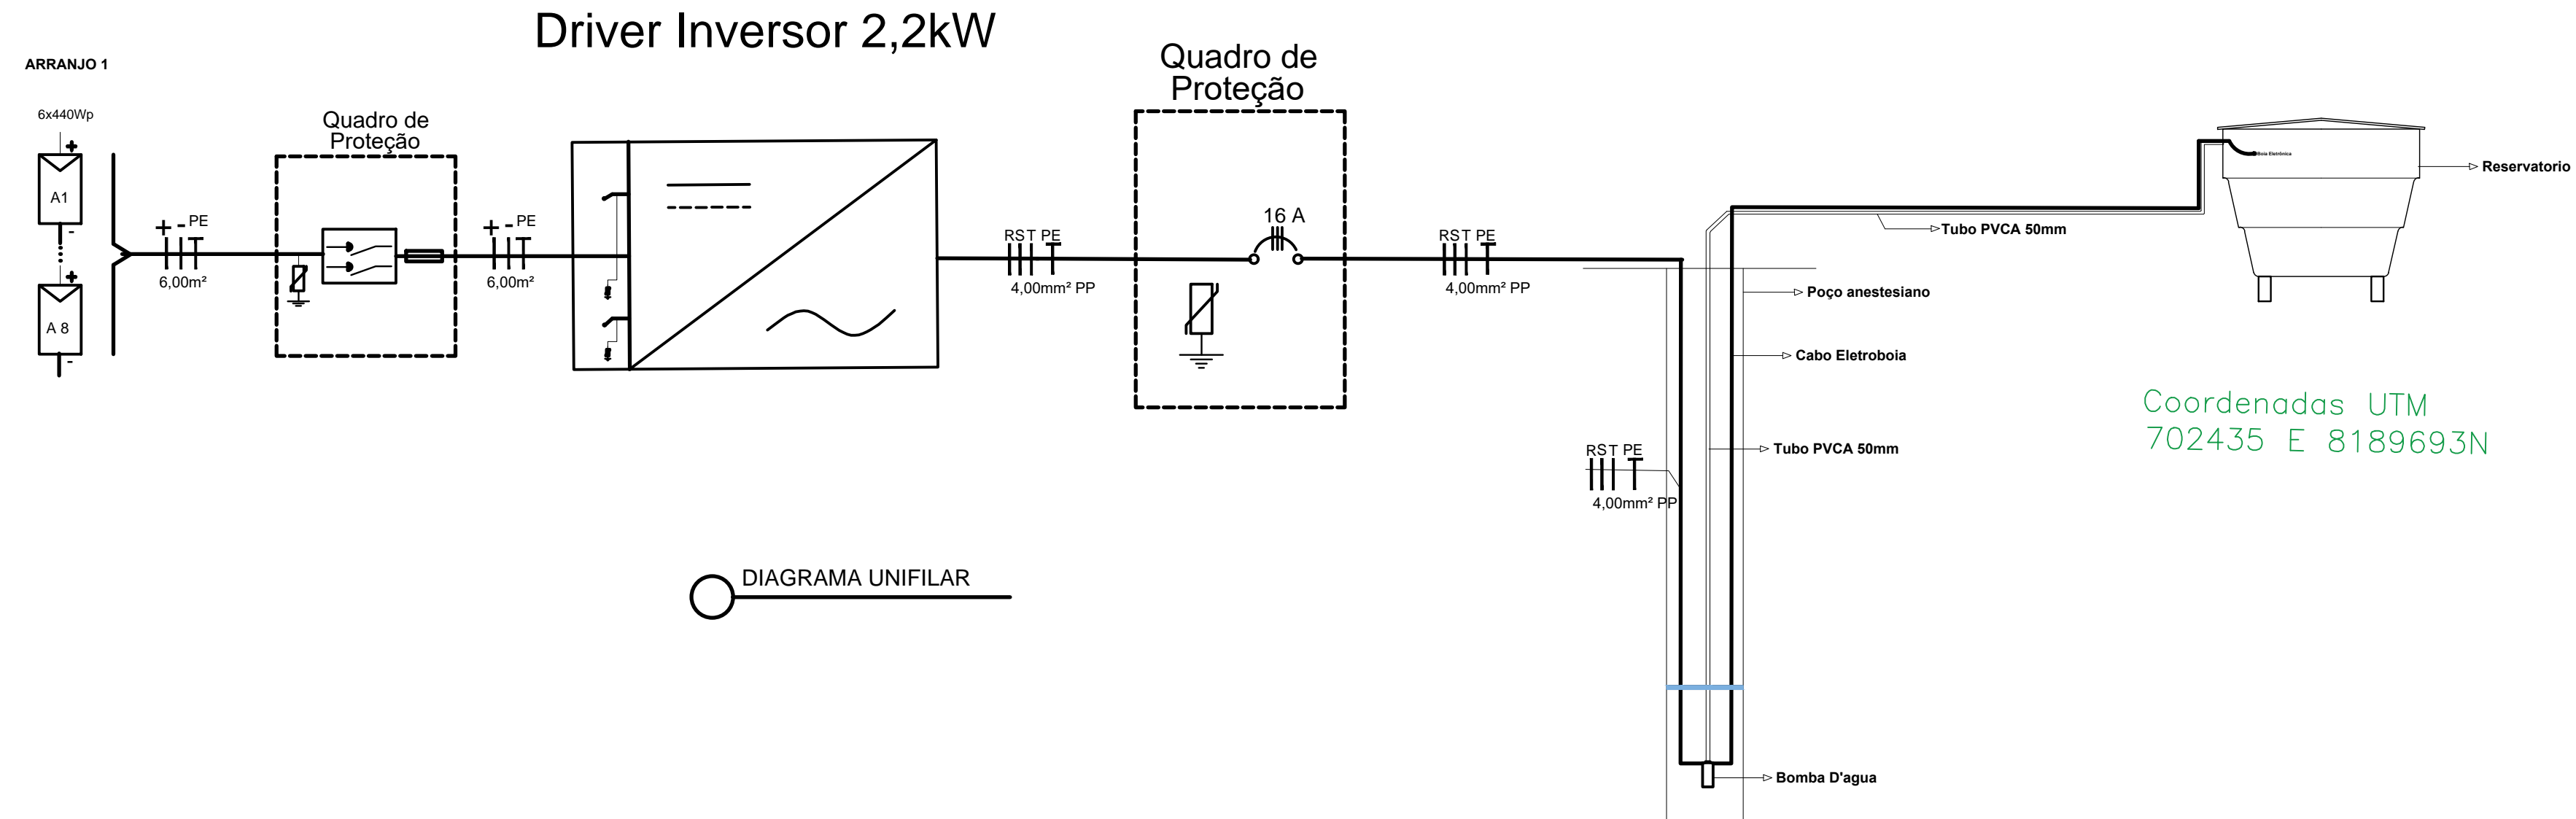 Driver Inversor 2,2kW
ARRANJO 1
6x440Wp
+
A1
-
+
A 8
-
+ - PE
6,00m²
Quadro de
Proteção
+ - PE
6,00m²
RST PE
4,00mm² PP
Quadro de
Proteção
16 A
RST PE
4,00mm² PP
RST PE
4,00mm² PP
Boia Eletrônica
Reservatorio
Tubo PVCA 50mm
Poço anestesiano
Cabo Eletroboia
Tubo PVCA 50mm
Bomba D'agua
Coordenadas UTM
702435 E 8189693N
DIAGRAMA UNIFILAR